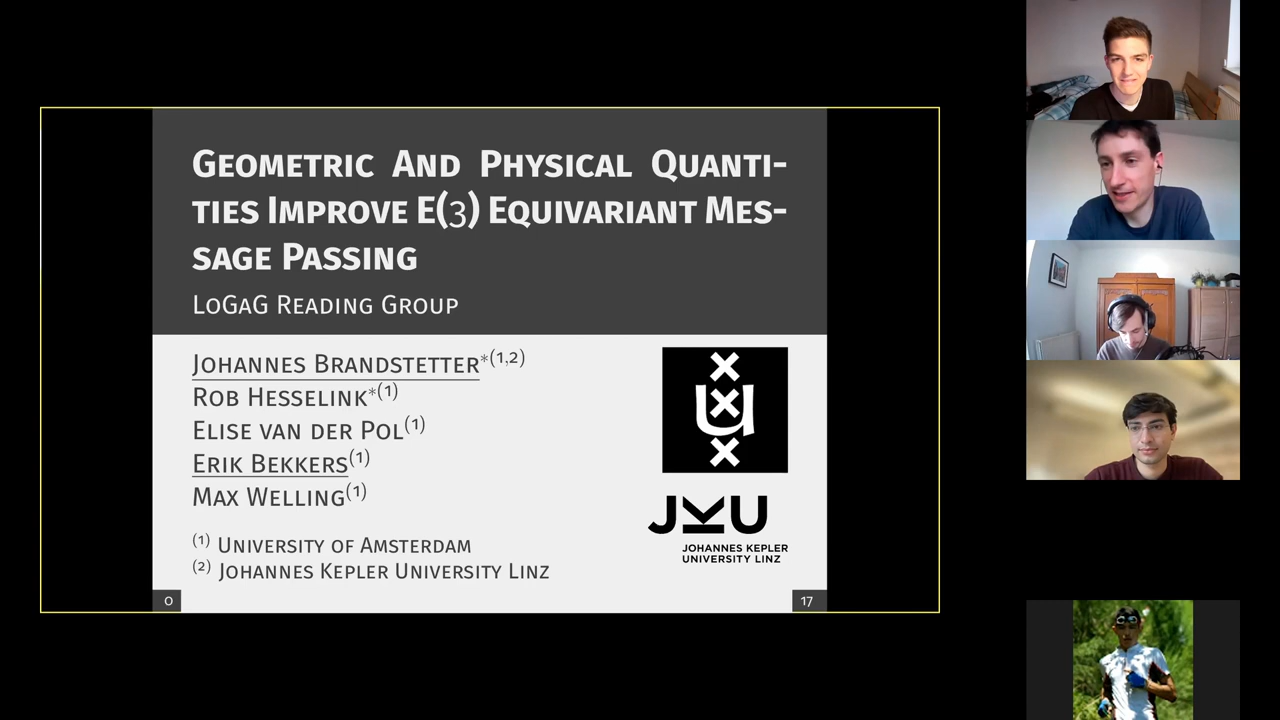 Geometric And Physical Quanti-
ties Improve E(3) Equivariant Mes-
sage Passing
LoGaG Reading Group
Johannes Brandstetter*(1,2)
Rob Hesselink*(1)
Elise van der Pol(1)
Erik Bekkers(1)
Max Welling(1)
(1) University of Amsterdam
(2) Johannes Kepler University Linz
U
JKU
JOHANNES KEPLER
UNIVERSITY LINZ
0
17